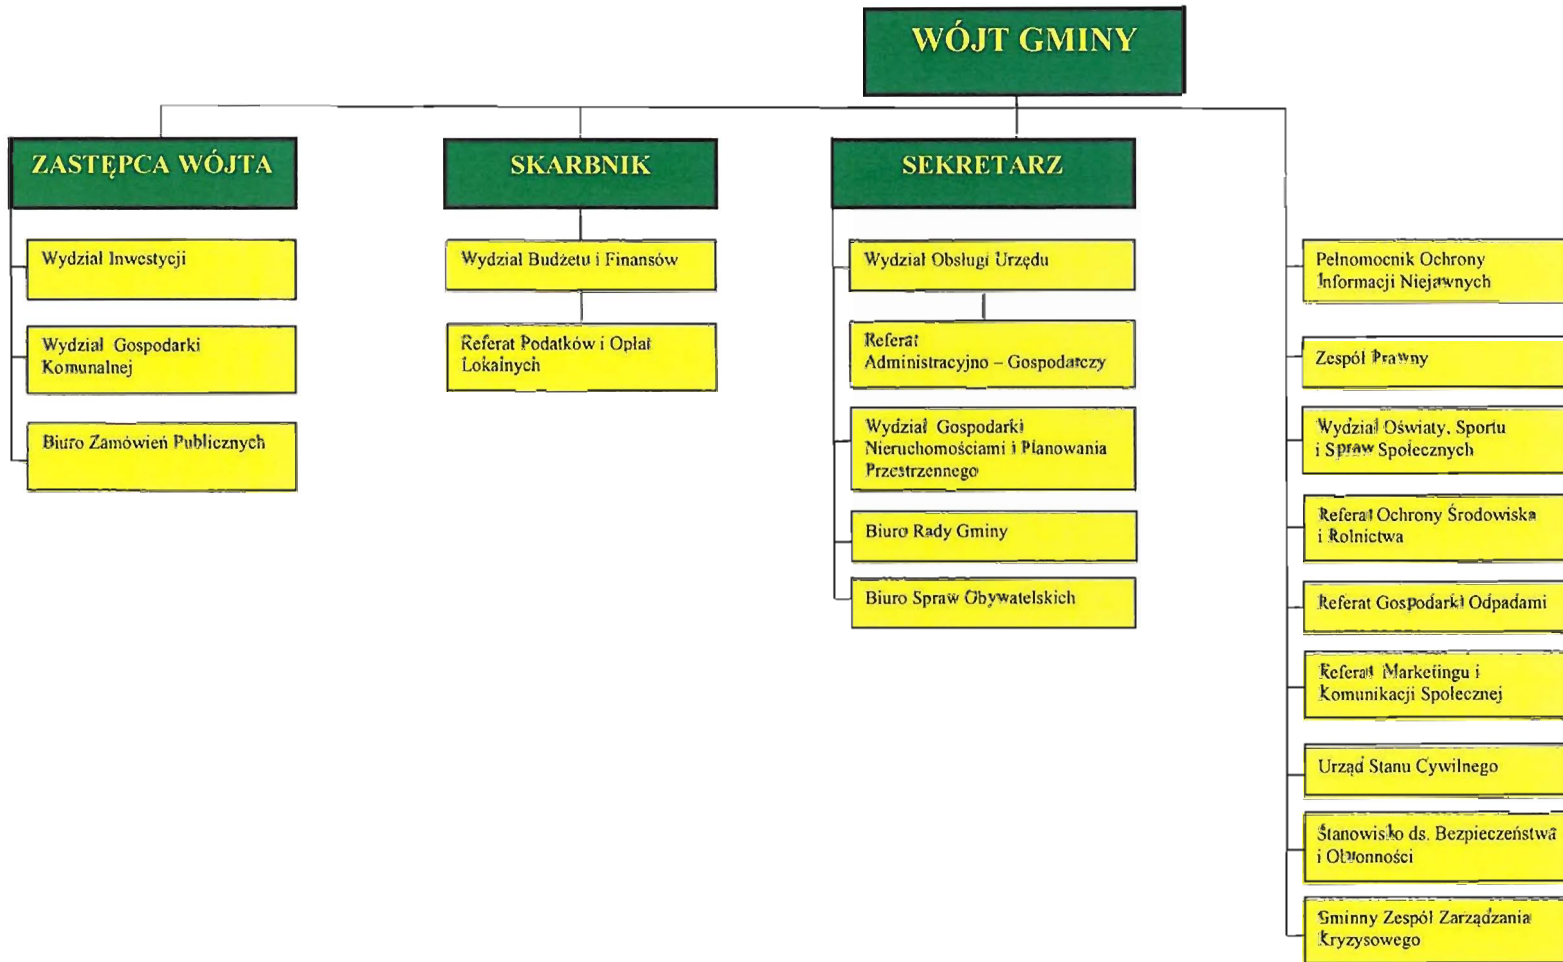 WÓJT GMINY
ZASTĘPCA WÓJTA
Wydział Inwestycji
Wydział Gospodarki
Komunalnej
Biuro Zamówień Publicznych
SKARBNIK
Wydział Budżetu i Finansów
Referat Podatków i Opłat
Lokalnych
SEKRETARZ
Wydział Obsługi Urzędu
Referat
Administracyjno – Gospodarczy
Wydział Gospodarki
Nieruchomościami i Planowania
Przestrzennego
Biuro Rady Gminy
Biuro Spraw Obywatelskich
Pełnomocnik Ochrony
Informacji Niejawnych
Zespół Prawny
Wydział Oświaty, Sportu
i Spraw Społecznych
Referat Ochrony Środowiska
i Rolnictwa
Referat Gospodarki Odpadami
Referat Marketingu i
Komunikacji Społecznej
Urząd Stanu Cywilnego
Stanowisko ds. Bezpieczeństwa
i Obronności
Gminny Zespół Zarządzania
Kryzysowego